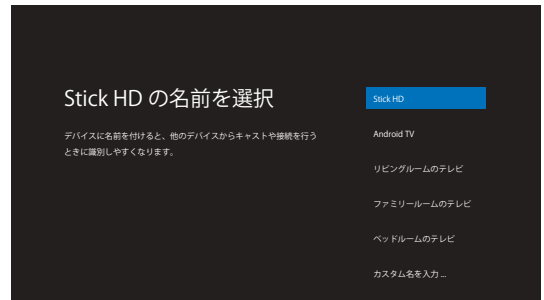 Stick HD の名前を選択
デバイスに名前を付けると、他のデバイスからキャストや接続を行う
ときに識別しやすくなります。
Stick HD
Android TV
リビングルームのテレビ
ファミリールームのテレビ
ベッドルームのテレビ
カスタム名を入力 ...